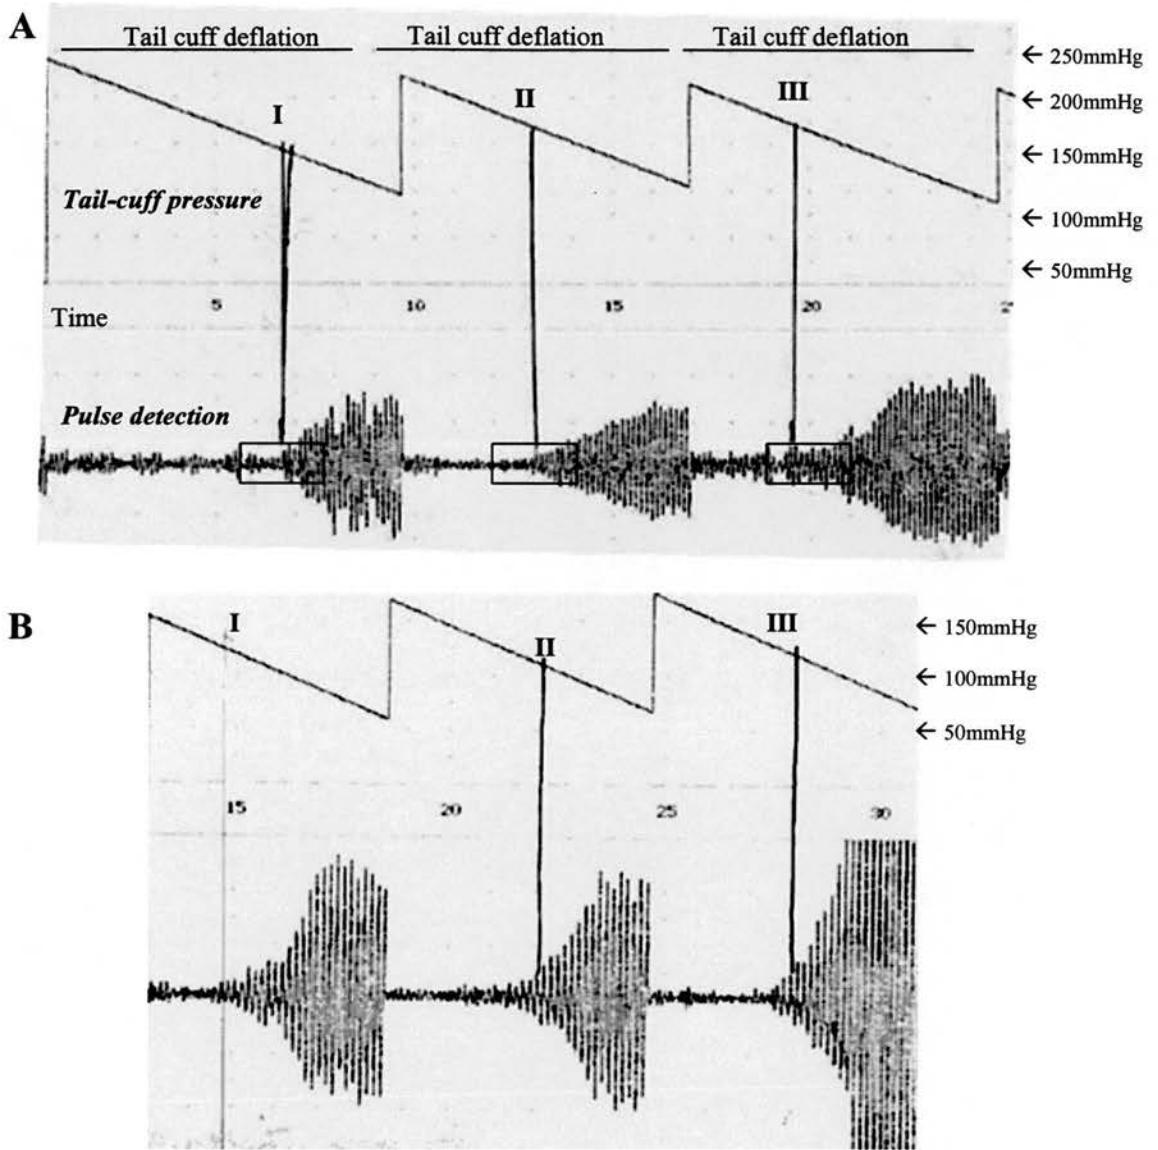 A
Tail cuff deflation Tail cuff deflation Tail cuff deflation
← 250mmHg
← 200mmHg
I II III
← 150mmHg
Tail-cuff pressure
← 100mmHg
← 50mmHg
5 10 15 20
Time
Pulse detection
B
I II III
← 150mmHg
← 100mmHg
← 50mmHg
15 20 25 30